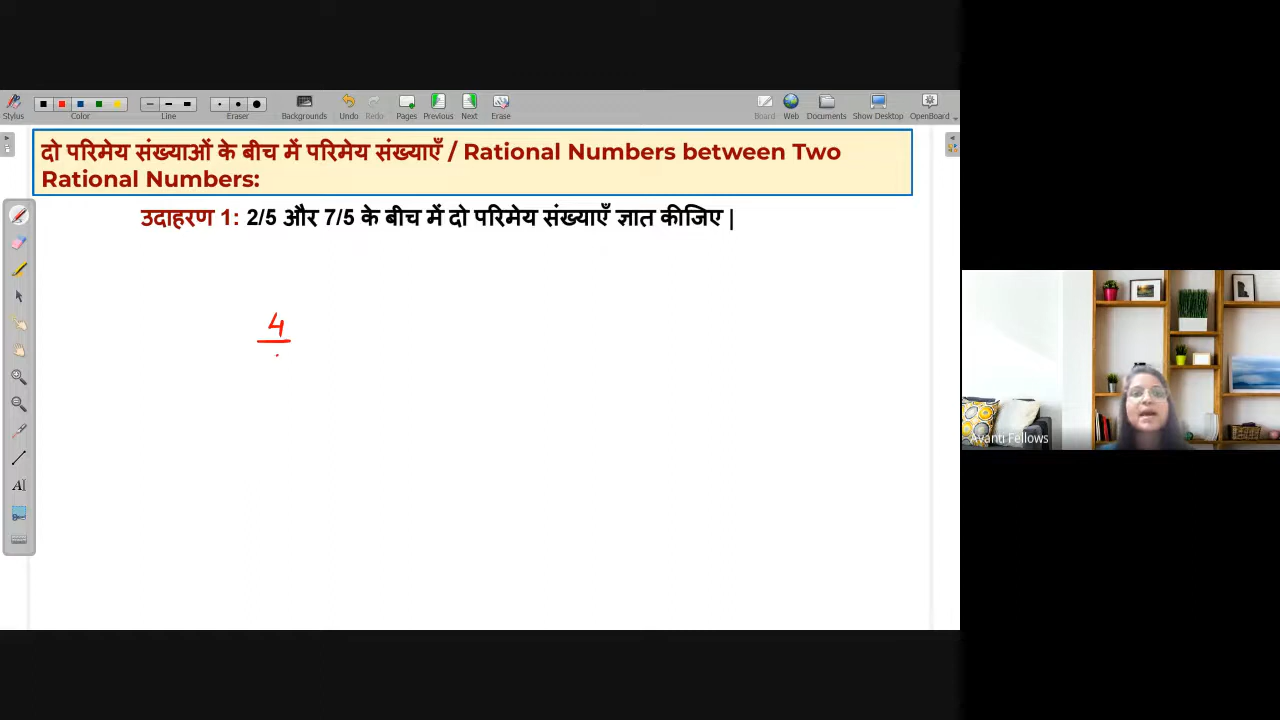 Stylus
Color
Line
Eraser
Backgrounds
Undo
Redo
Pages
Previous
Next
Erase
Board
Web
Documents
Show Desktop
OpenBoard
दो परिमेय संख्याओं के बीच में परिमेय संख्याएँ / Rational Numbers between Two
Rational Numbers:
उदाहरण 1: 2/5 और 7/5 के बीच में दो परिमेय संख्याएँ ज्ञात कीजिए |
4
Avanti Fellows